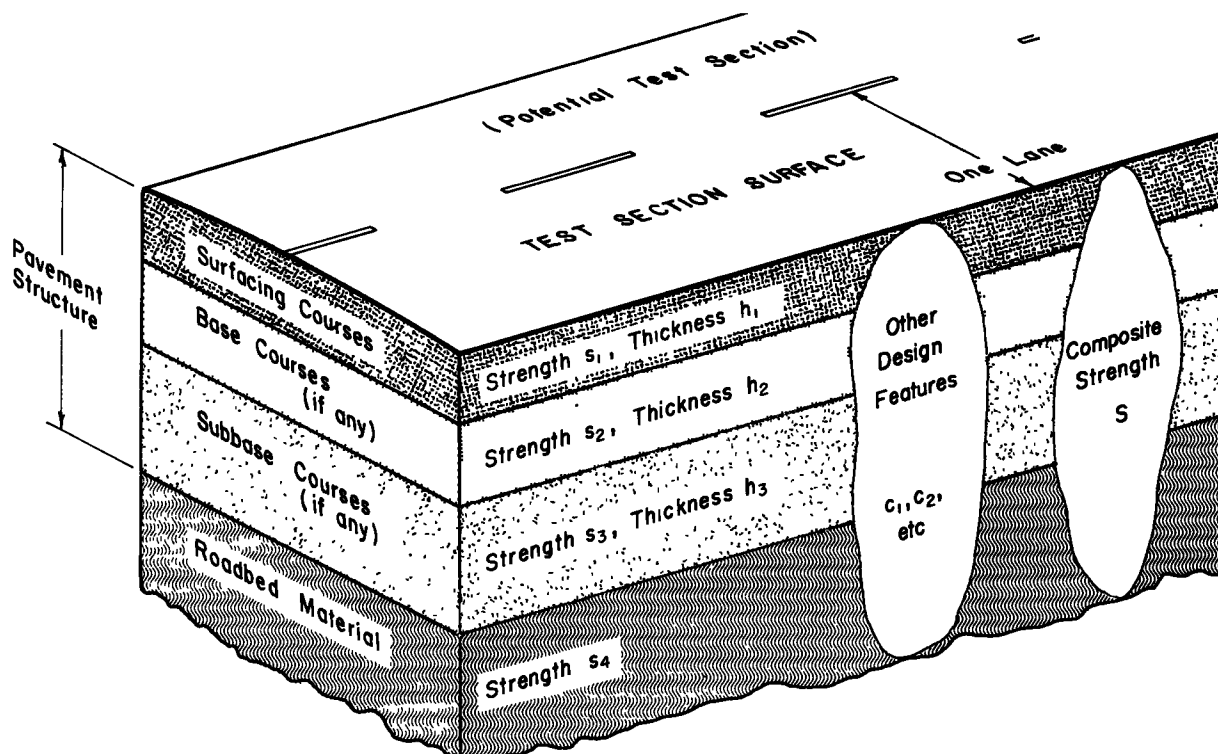 (Potential Test Section)
TEST SECTION SURFACE
One Lane
Pavement
Structure
Surfacing Courses
Base Courses
(if any)
Subbase Courses
(if any)
Roadbed Material
Strength s₁, Thickness h₁
Strength s₂, Thickness h₂
Strength s₃, Thickness h₃
Strength s₄
Other
Design
Features
c₁, c₂,
etc
Composite
Strength
S